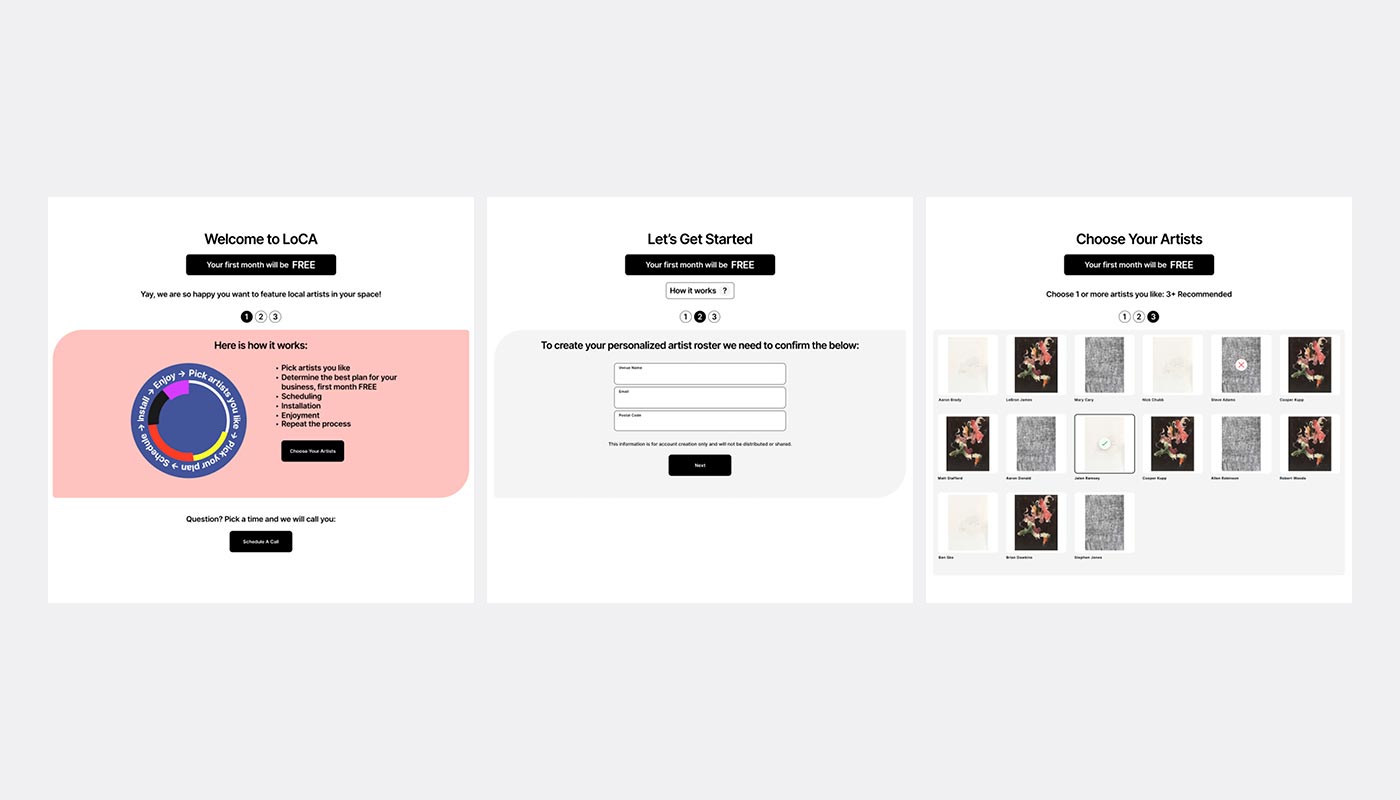 Welcome to LoCA
Your first month will be FREE
Yay, we are so happy you want to feature local artists in your space!
1 2 3
Here is how it works:
Pick artists you like → Pick your plan → Schedule → Install → Enjoy →
• Pick artists you like
• Determine the best plan for your
business, first month FREE
• Scheduling
• Installation
• Enjoyment
• Repeat the process
Choose Your Artists
Question? Pick a time and we will call you:
Schedule A Call
Let's Get Started
Your first month will be FREE
How it works ?
1 2 3
To create your personalized artist roster we need to confirm the below:
Venue Name
Email
Postal Code
This information is for account creation only and will not be distributed or shared.
Next
Choose Your Artists
Your first month will be FREE
Choose 1 or more artists you like: 3+ Recommended
1 2 3
Aaron Brody
LeBron James
Mary Cary
Nick Chubb
Steve Adams
Cooper Kupp
Matt Stafford
Aaron Donald
Jalen Ramsey
Cooper Kupp
Allen Robinson
Robert Woods
Ben Sko
Brian Dawkins
Stephen Jones